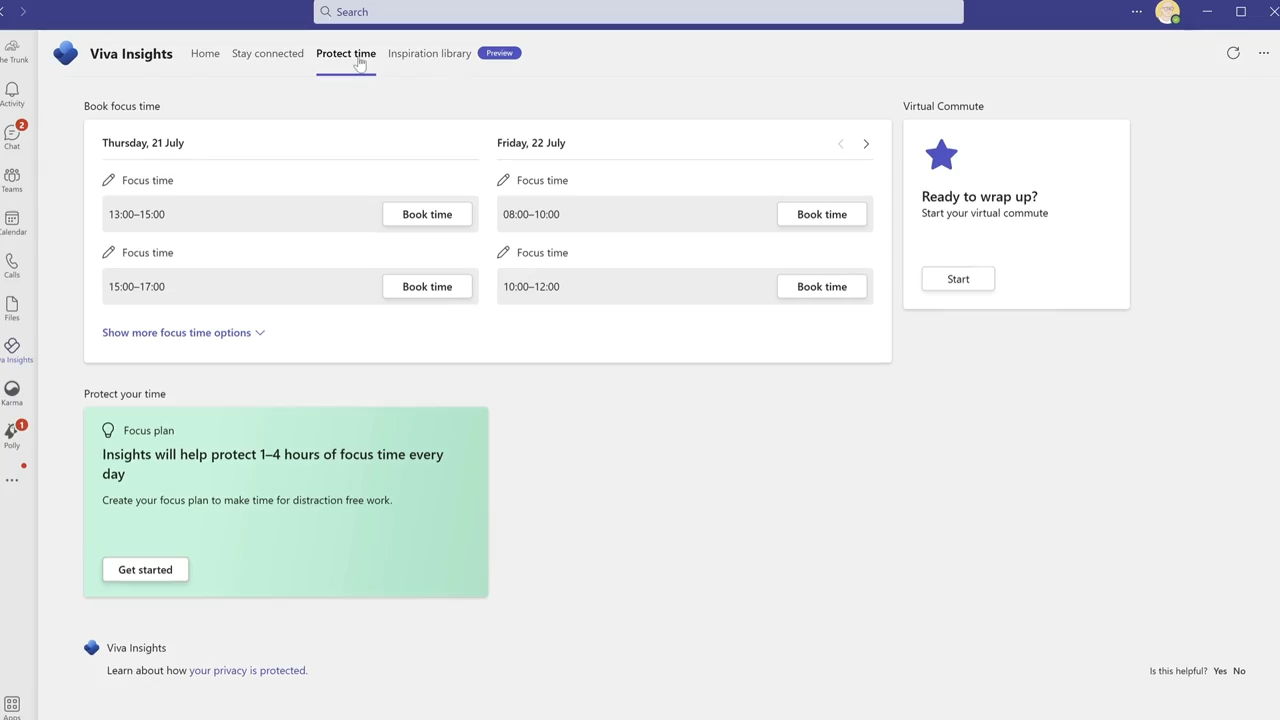 Search
Viva Insights
Home
Stay connected
Protect time
Inspiration library
Preview
he Trunk
Activity
2
Chat
Teams
Calendar
Calls
Files
va Insights
Karma
1
Polly
Apps
Book focus time
Thursday, 21 July
Focus time
13:00–15:00
Book time
Focus time
15:00–17:00
Book time
Show more focus time options
Friday, 22 July
Focus time
08:00–10:00
Book time
Focus time
10:00–12:00
Book time
Virtual Commute
Ready to wrap up?
Start your virtual commute
Start
Protect your time
Focus plan
Insights will help protect 1–4 hours of focus time every
day
Create your focus plan to make time for distraction free work.
Get started
Viva Insights
Learn about how your privacy is protected.
Is this helpful? Yes No